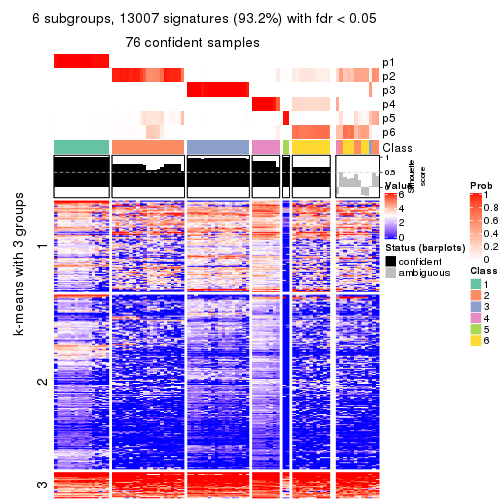 6 subgroups, 13007 signatures (93.2%) with fdr < 0.05
76 confident samples
p1
p2
p3
p4
p5
p6
Class
1
0.5
0
Silhouette
score
k-means with 3 groups
1
2
3
Value
6
4
2
0
Status (barplots)
confident
ambiguous
Prob
1
0.8
0.6
0.4
0.2
0
Class
1
2
3
4
5
6